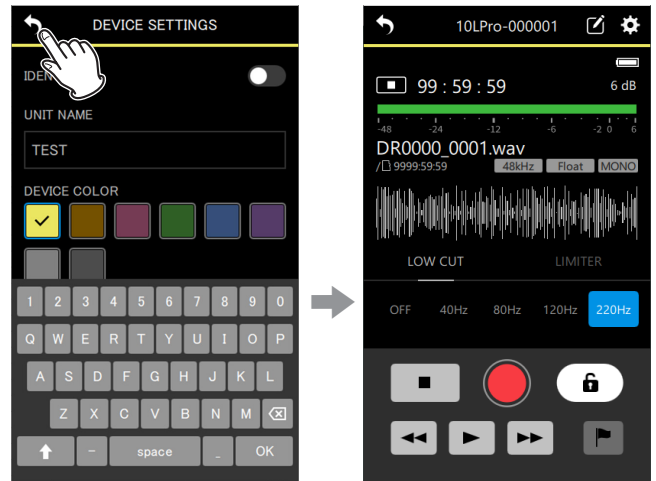 DEVICE SETTINGS
UNIT NAME
TEST
DEVICE COLOR
1 2 3 4 5 6 7 8 9 0
Q W E R T Y U I O P
A S D F G H J K L
Z X C V B N M
- space _ OK
10LPro-000001
99 : 59 : 59 6 dB
-48 -24 -12 -6 -2 0 6
DR0000_0001.wav
/ 9999:59:59 48kHz Float MONO
LOW CUT LIMITER
OFF 40Hz 80Hz 120Hz 220Hz